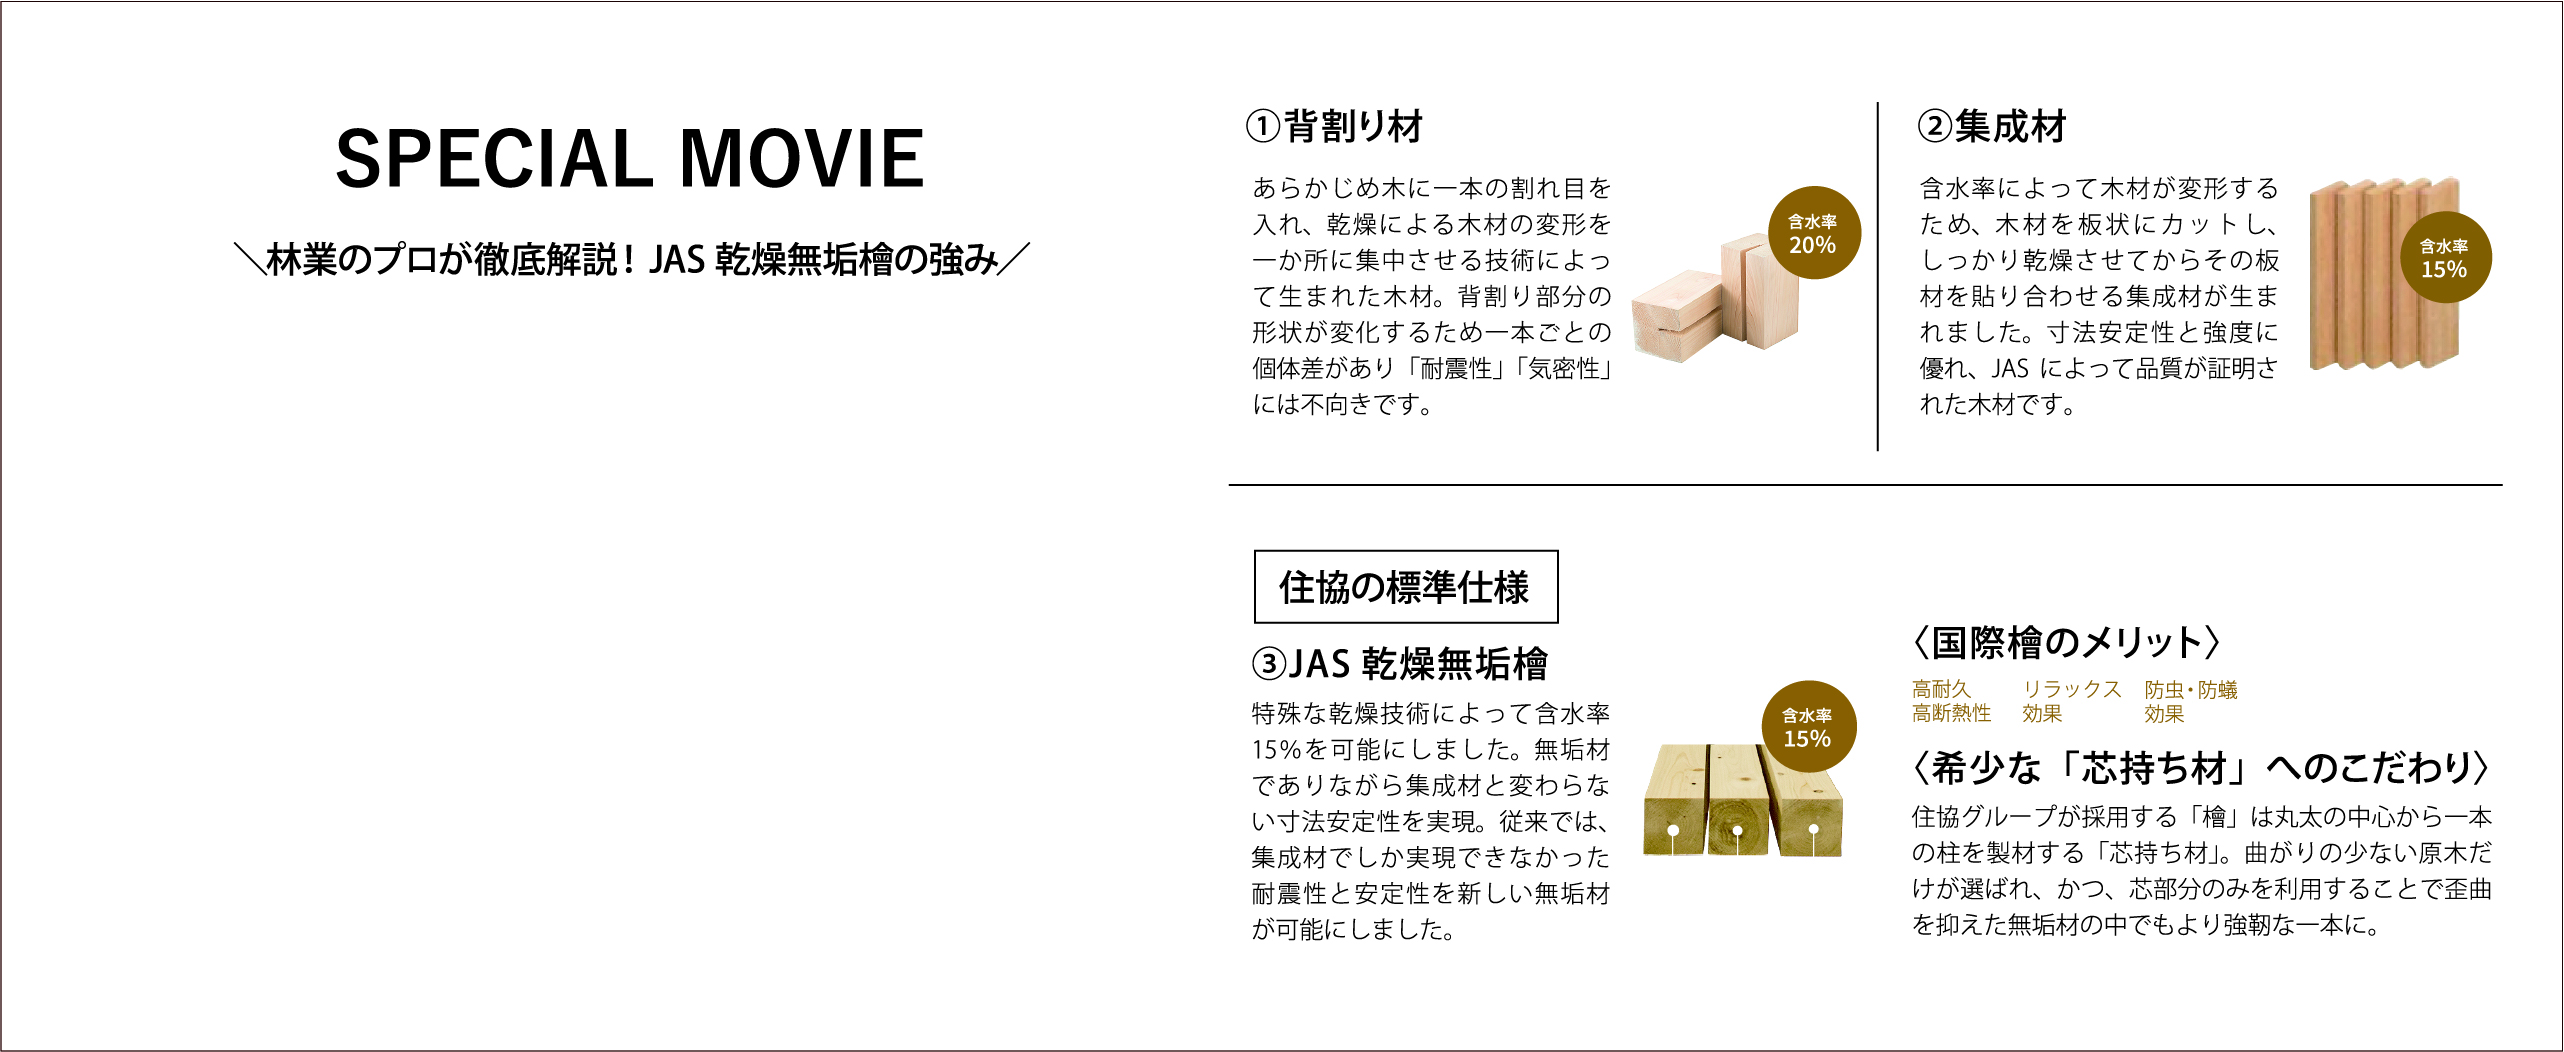 SPECIAL MOVIE
＼林業のプロが徹底解説！JAS 乾燥無垢檜の強み／
①背割り材
あらかじめ木に一本の割れ目を
入れ、乾燥による木材の変形を
一か所に集中させる技術によっ
て生まれた木材。背割り部分の
形状が変化するため一本ごとの
個体差があり「耐震性」「気密性」
には不向きです。
含水率
20%
②集成材
含水率によって木材が変形する
ため、木材を板状にカットし、
しっかり乾燥させてからその板
材を貼り合わせる集成材が生ま
れました。寸法安定性と強度に
優れ、JAS によって品質が証明さ
れた木材です。
含水率
15%
住協の標準仕様
③JAS 乾燥無垢檜
特殊な乾燥技術によって含水率
15％を可能にしました。無垢材
でありながら集成材と変わらな
い寸法安定性を実現。従来では、
集成材でしか実現できなかった
耐震性と安定性を新しい無垢材
が可能にしました。
含水率
15%
〈国際檜のメリット〉
高耐久
高断熱性
リラックス
効果
防虫・防蟻
効果
〈希少な「芯持ち材」へのこだわり〉
住協グループが採用する「檜」は丸太の中心から一本
の柱を製材する「芯持ち材」。曲がりの少ない原木だ
けが選ばれ、かつ、芯部分のみを利用することで歪曲
を抑えた無垢材の中でもより強靭な一本に。